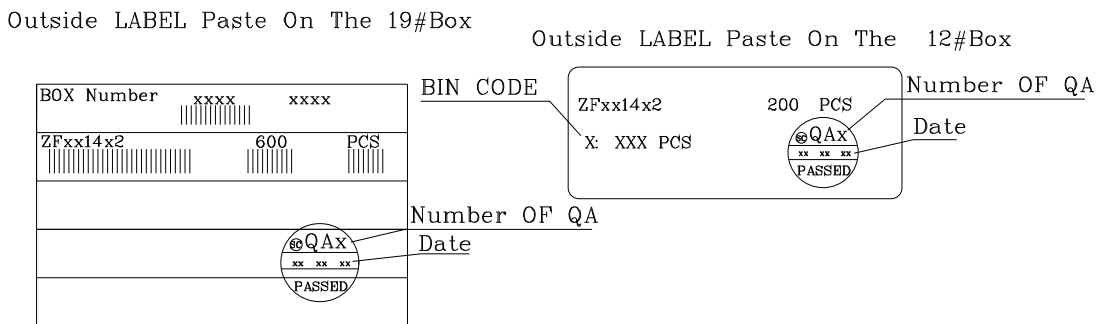 Outside LABEL Paste On The 19#Box
BOX Number xxxx xxxx
ZFxx14x2 600 PCS
SC QAx
xx xx xx
PASSED
Number OF QA
Date
Outside LABEL Paste On The 12#Box
BIN CODE
ZFxx14x2 200 PCS
X: XXX PCS
SC QAx
xx xx xx
PASSED
Number OF QA
Date